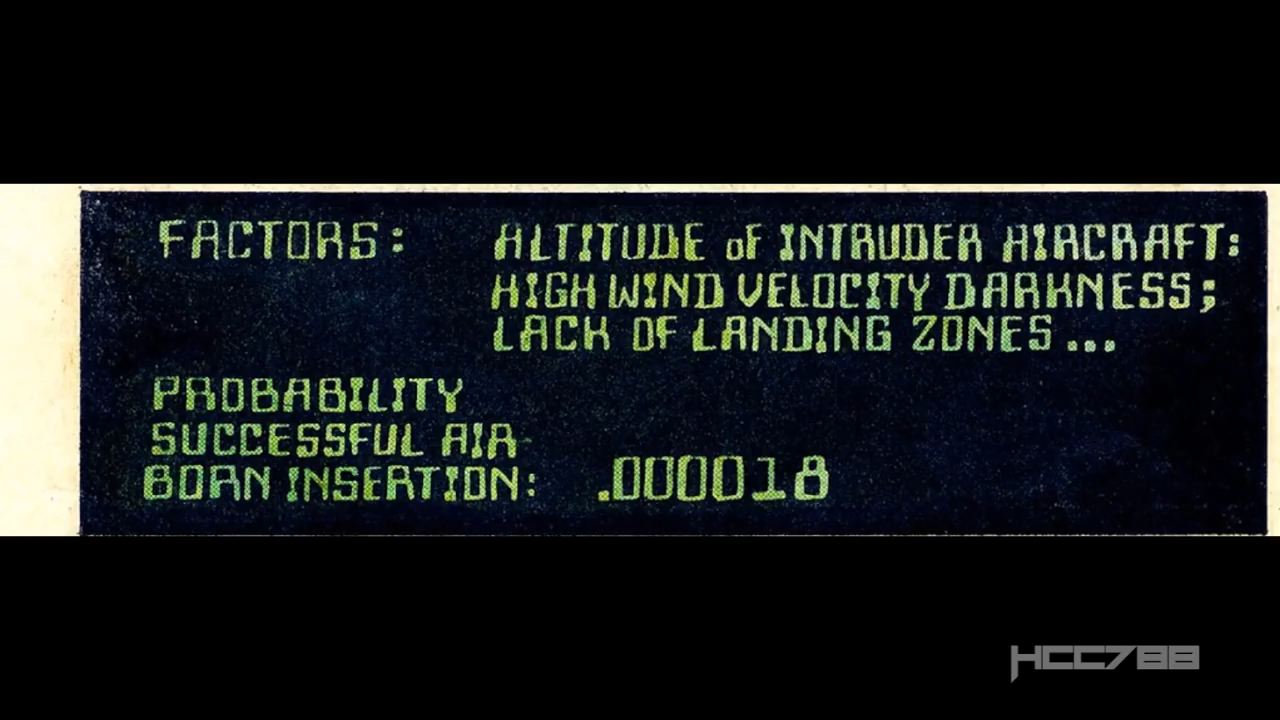 FACTORS: ALTITUDE of INTRUDER AIRCRAFT:
HIGH WIND VELOCITY DARKNESS;
LACK OF LANDING ZONES ...
PROBABILITY
SUCCESSFUL AIR
BORN INSERTION: .000018
HCC788